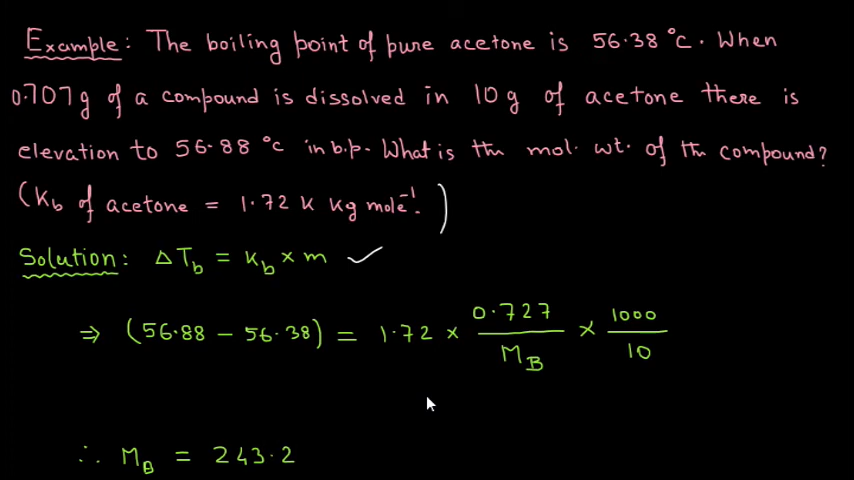 Example: The boiling point of pure acetone is 56.38 °C. When
0.707g of a compound is dissolved in 10 g of acetone there is
elevation to 56.88 °C in b.p. What is the mol. wt. of the compound?
(Kb of acetone = 1.72 K Kg mole⁻¹.)
Solution: ΔTb = Kb × m ✓
⇒ (56.88 − 56.38) = 1.72 × 0.727/MB × 1000/10
∴ MB = 243.2